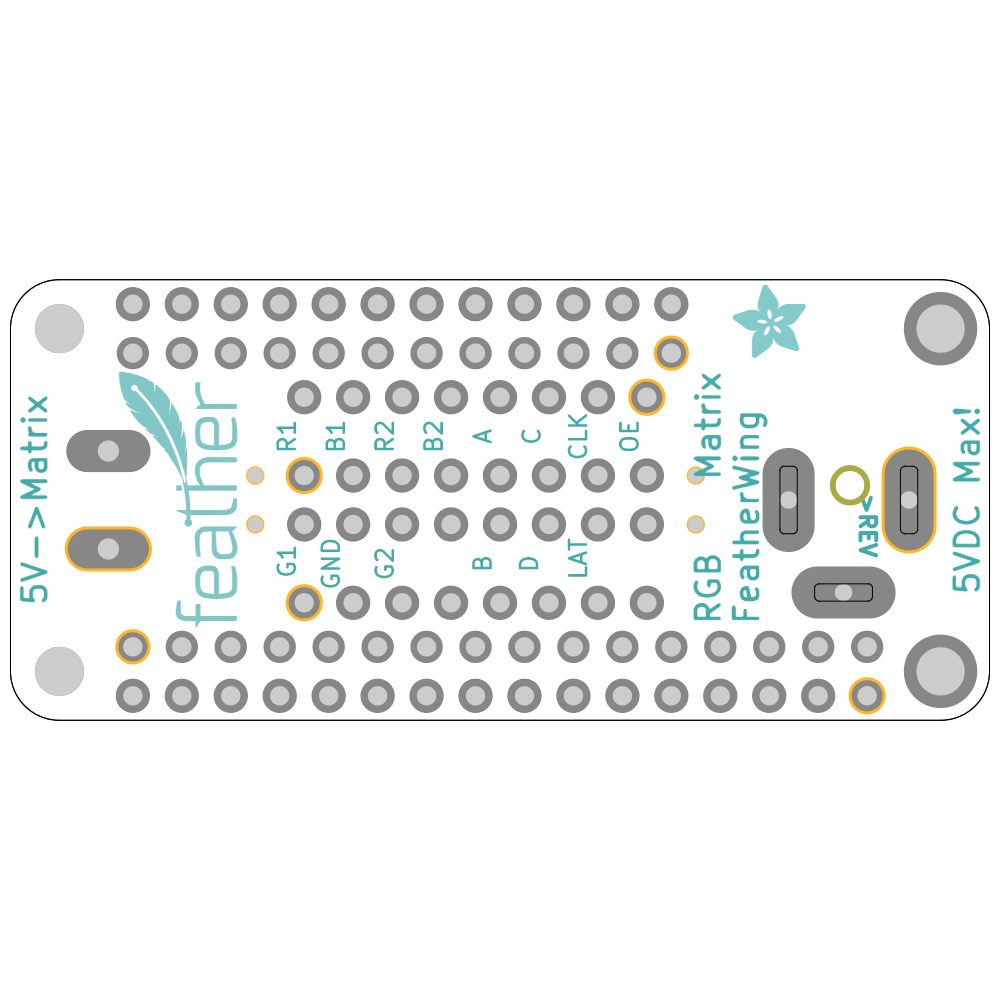 5V->Matrix
feather
R1
B1
R2
B2
A
C
CLK
OE
G1
GND
G2
B
D
LAT
RGB Matrix
FeatherWing
>REV
5VDC Max!